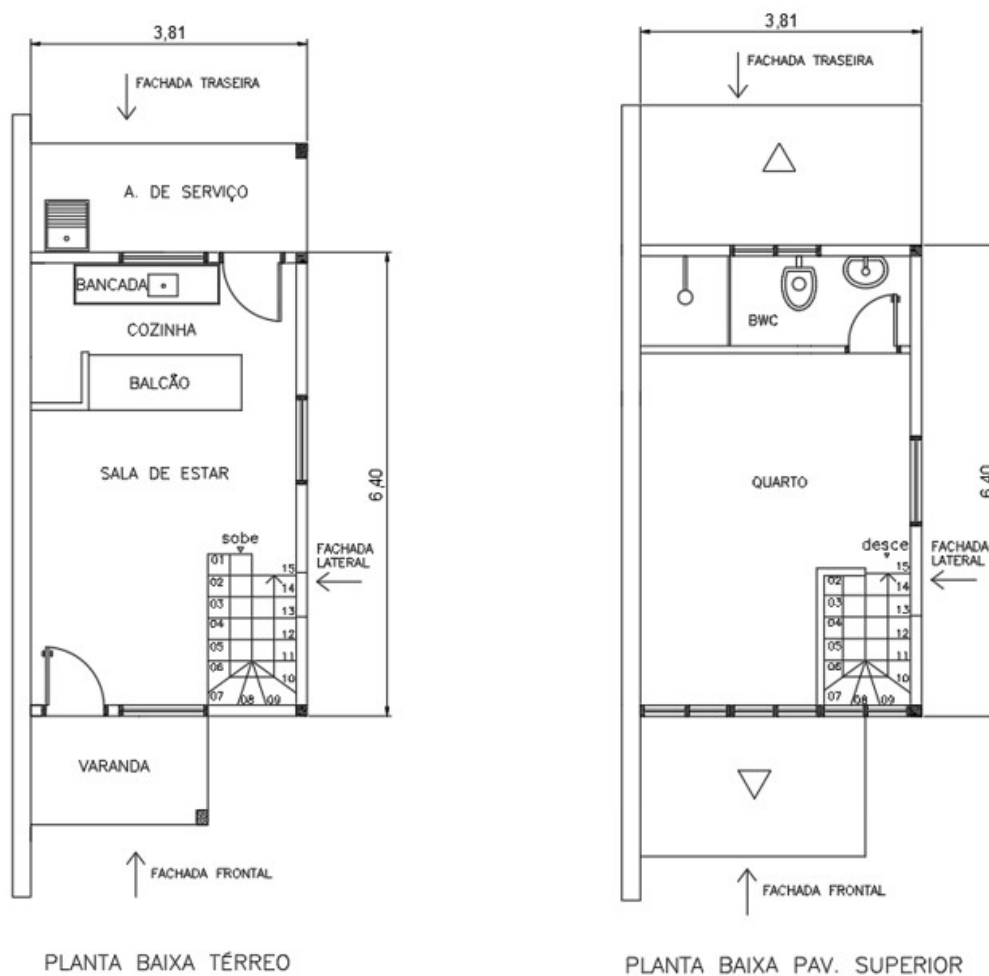 3,81
FACHADA TRASEIRA
A. DE SERVIÇO
BANCADA
COZINHA
BALCÃO
SALA DE ESTAR
6,40
sobe
FACHADA
LATERAL
01
02
03
04
05
06
07
08
09
10
11
12
13
14
15
VARANDA
FACHADA FRONTAL
PLANTA BAIXA TÉRREO
3,81
FACHADA TRASEIRA
BWC
QUARTO
6,40
desce
FACHADA
LATERAL
02
03
04
05
06
07
08
09
10
11
12
13
14
15
FACHADA FRONTAL
PLANTA BAIXA PAV. SUPERIOR